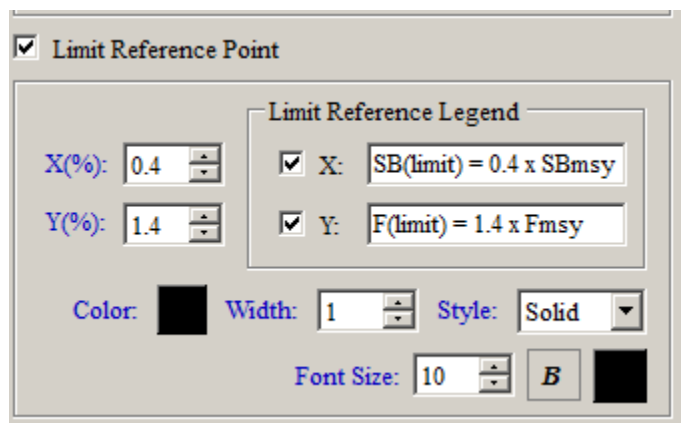 Limit Reference Point
Limit Reference Legend
X(%): 0.4 X: SB(limit) = 0.4 x SBmsy
Y(%): 1.4 Y: F(limit) = 1.4 x Fmsy
Color: Width: 1 Style: Solid
Font Size: 10 B